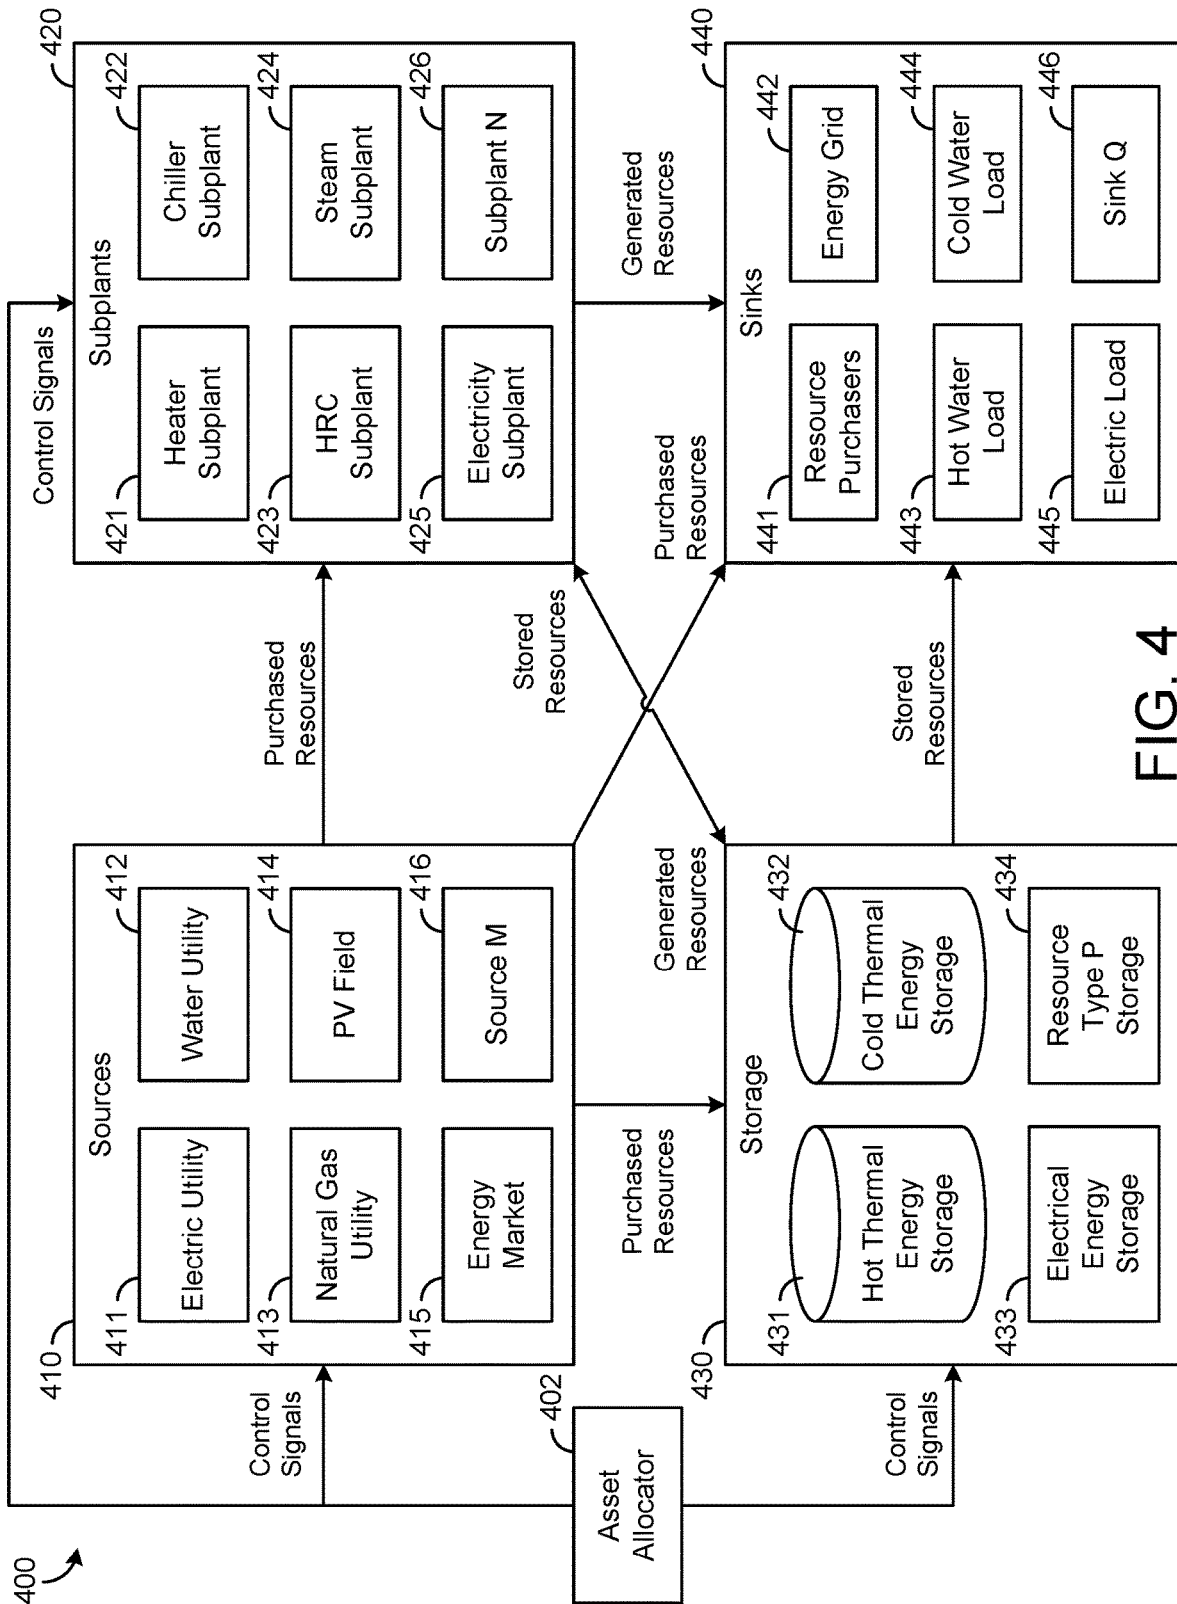 400
Asset
Allocator
402
Control
Signals
Control
Signals
Control Signals
410
Sources
411
Electric Utility
412
Water Utility
413
Natural Gas
Utility
414
PV Field
415
Energy
Market
416
Source M
Purchased
Resources
420
Subplants
421
Heater
Subplant
422
Chiller
Subplant
423
HRC
Subplant
424
Steam
Subplant
425
Electricity
Subplant
426
Subplant N
Purchased
Resources
Generated
Resources
Stored
Resources
Purchased
Resources
Generated
Resources
430
Storage
431
Hot Thermal
Energy
Storage
432
Cold Thermal
Energy
Storage
433
Electrical
Energy
Storage
434
Resource
Type P
Storage
Stored
Resources
440
Sinks
441
Resource
Purchasers
442
Energy Grid
443
Hot Water
Load
444
Cold Water
Load
445
Electric Load
446
Sink Q
FIG. 4